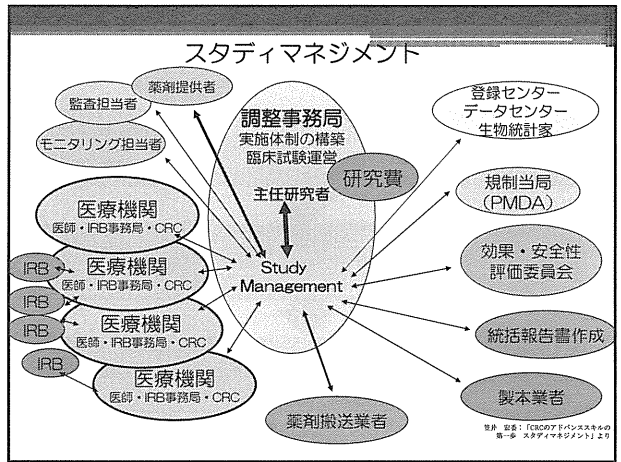 スタディマネジメント
薬剤提供者
監査担当者
モニタリング担当者
調整事務局
実施体制の構築
臨床試験運営
主任研究者
研究費
Study
Management
登録センター
データセンター
生物統計家
規制当局
(PMDA)
効果・安全性
評価委員会
統括報告書作成
製本業者
薬剤搬送業者
医療機関
医師・IRB事務局・CRC
医療機関
医師・IRB事務局・CRC
医療機関
医師・IRB事務局・CRC
医療機関
医師・IRB事務局・CRC
IRB
IRB
IRB
IRB
笠井 宏委：「CRCのアドバンススキルの
第一歩 スタディマネジメント」より